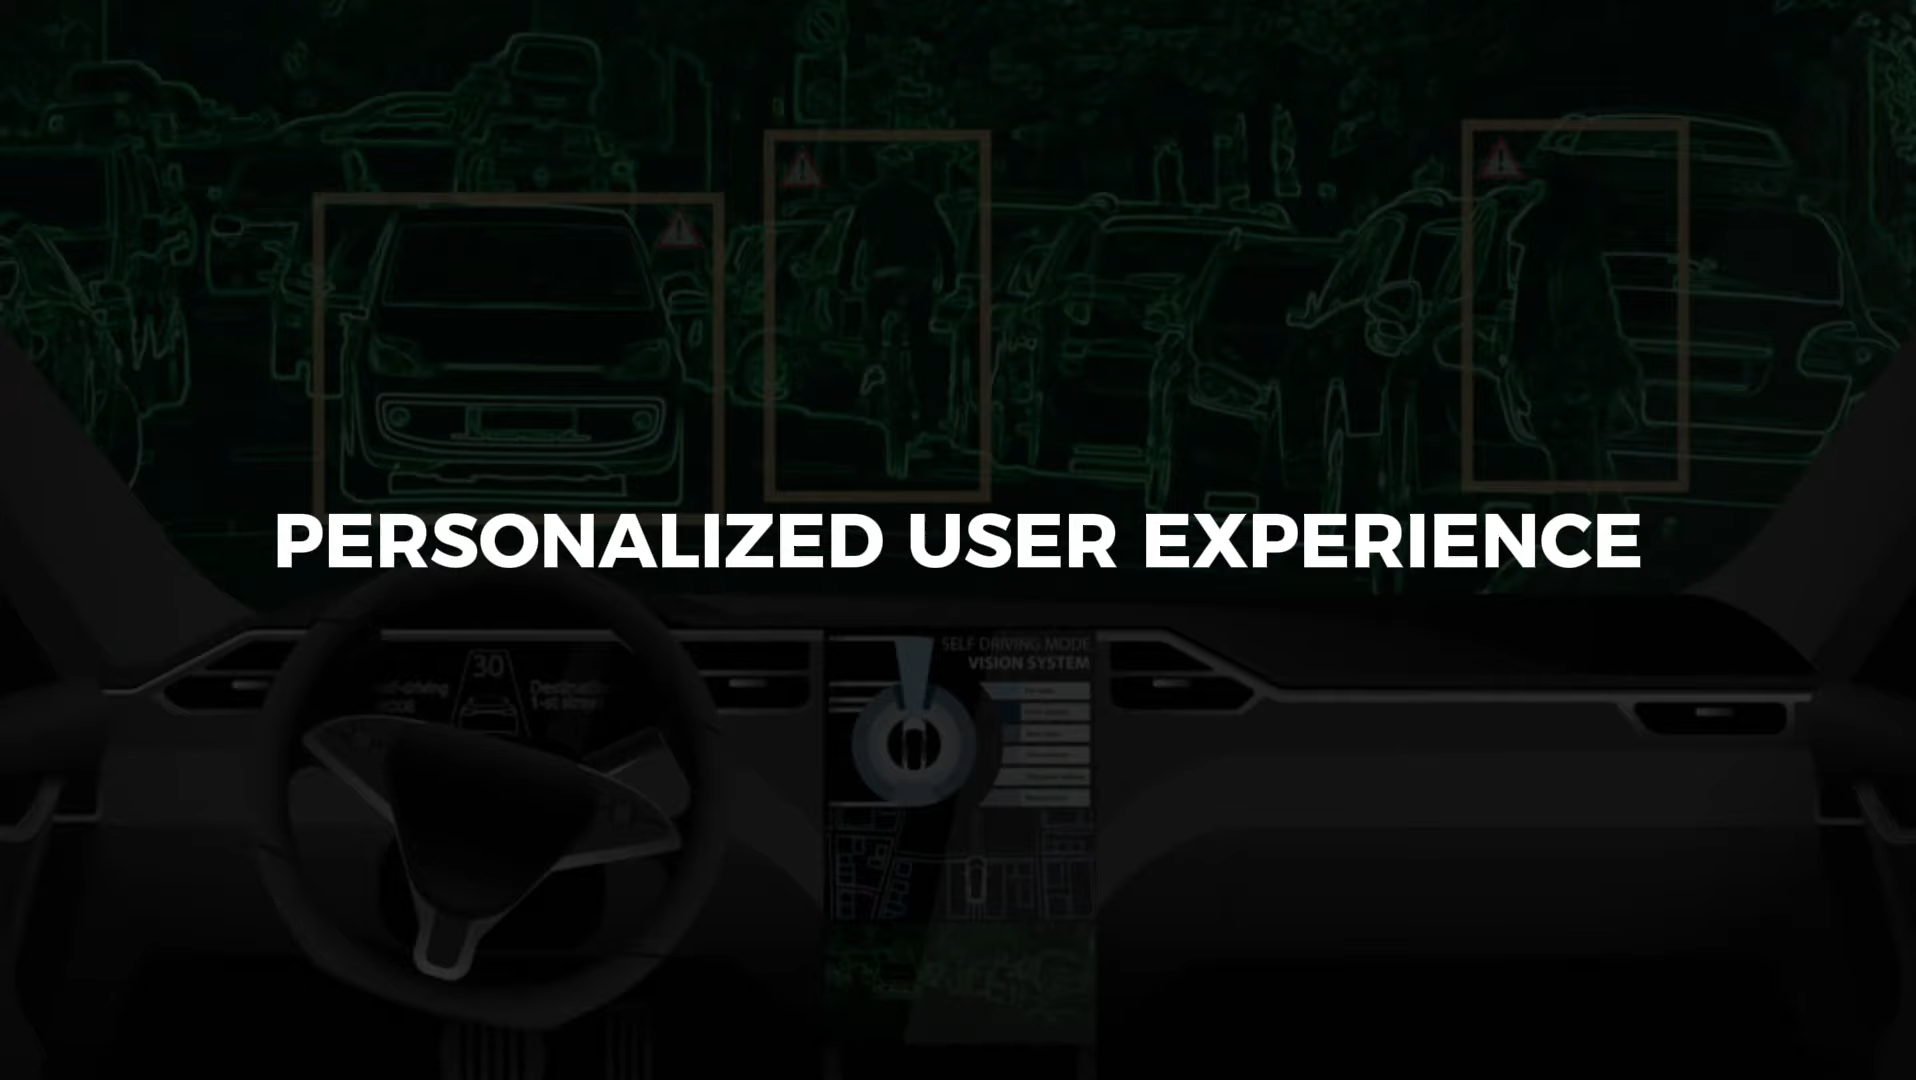 PERSONALIZED USER EXPERIENCE
SELF DRIVING MODE
VISION SYSTEM
30